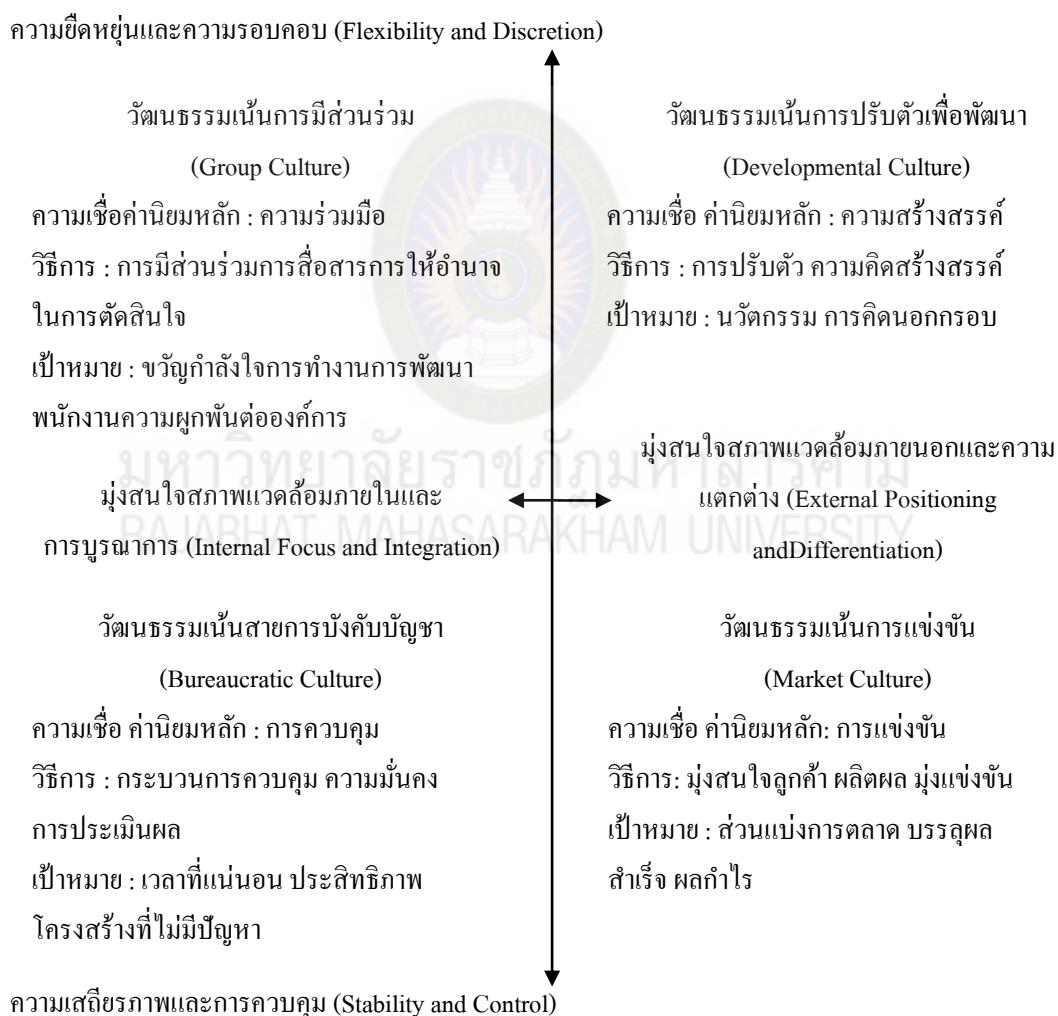 ความยืดหยุ่นและความรอบคอบ (Flexibility and Discretion)
วัฒนธรรมเน้นการมีส่วนร่วม
(Group Culture)
ความเชื่อค่านิยมหลัก : ความร่วมมือ
วิธีการ : การมีส่วนร่วมการสื่อสารการให้อำนาจ
ในการตัดสินใจ
เป้าหมาย : ขวัญกำลังใจการทำงานการพัฒนา
พนักงานความผูกพันต่อองค์การ
วัฒนธรรมเน้นการปรับตัวเพื่อพัฒนา
(Developmental Culture)
ความเชื่อ ค่านิยมหลัก : ความสร้างสรรค์
วิธีการ : การปรับตัว ความคิดสร้างสรรค์
เป้าหมาย : นวัตกรรม การคิดนอกกรอบ
มุ่งสนใจสภาพแวดล้อมภายในและ
การบูรณาการ (Internal Focus and Integration)
มุ่งสนใจสภาพแวดล้อมภายนอกและความ
แตกต่าง (External Positioning
andDifferentiation)
มหาวิทยาลัยราชภัฏมหาสารคาม
RAJABHAT MAHASARAKHAM UNIVERSITY
วัฒนธรรมเน้นสายการบังคับบัญชา
(Bureaucratic Culture)
ความเชื่อ ค่านิยมหลัก : การควบคุม
วิธีการ : กระบวนการควบคุม ความมั่นคง
การประเมินผล
เป้าหมาย : เวลาที่แน่นอน ประสิทธิภาพ
โครงสร้างที่ไม่มีปัญหา
วัฒนธรรมเน้นการแข่งขัน
(Market Culture)
ความเชื่อ ค่านิยมหลัก: การแข่งขัน
วิธีการ: มุ่งสนใจลูกค้า ผลิตผล มุ่งแข่งขัน
เป้าหมาย : ส่วนแบ่งการตลาด บรรลุผล
สำเร็จ ผลกำไร
ความเสถียรภาพและการควบคุม (Stability and Control)